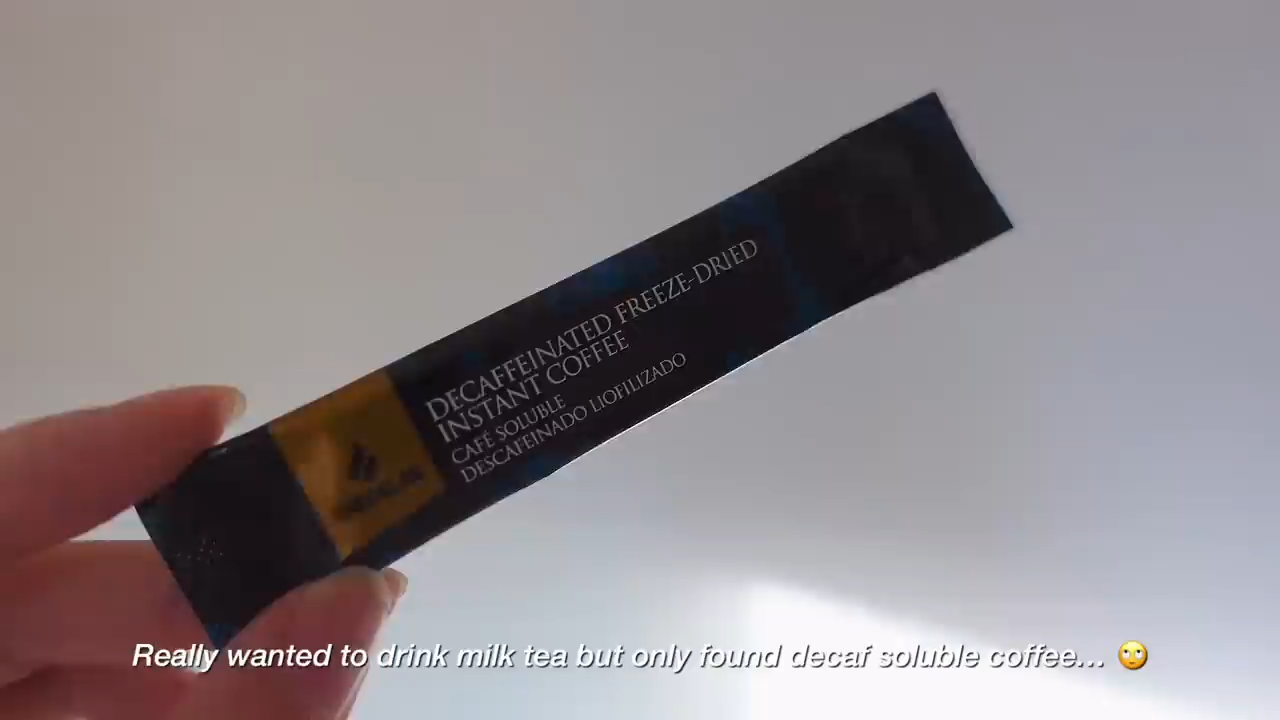 DECAFFEINATED FREEZE-DRIED
INSTANT COFFEE
CAFÉ SOLUBLE
DESCAFEINADO LIOFILIZADO
Really wanted to drink milk tea but only found decaf soluble coffee... 🙄